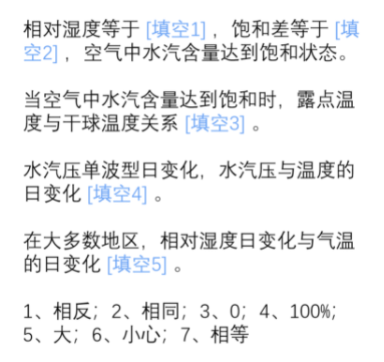 相对湿度等于 [填空1] ，饱和差等于 [填
空2] ，空气中水汽含量达到饱和状态。
当空气中水汽含量达到饱和时，露点温
度与干球温度关系 [填空3] 。
水汽压单波型日变化，水汽压与温度的
日变化 [填空4] 。
在大多数地区，相对湿度日变化与气温
的日变化 [填空5] 。
1、相反；2、相同；3、0；4、100%；
5、大；6、小心；7、相等